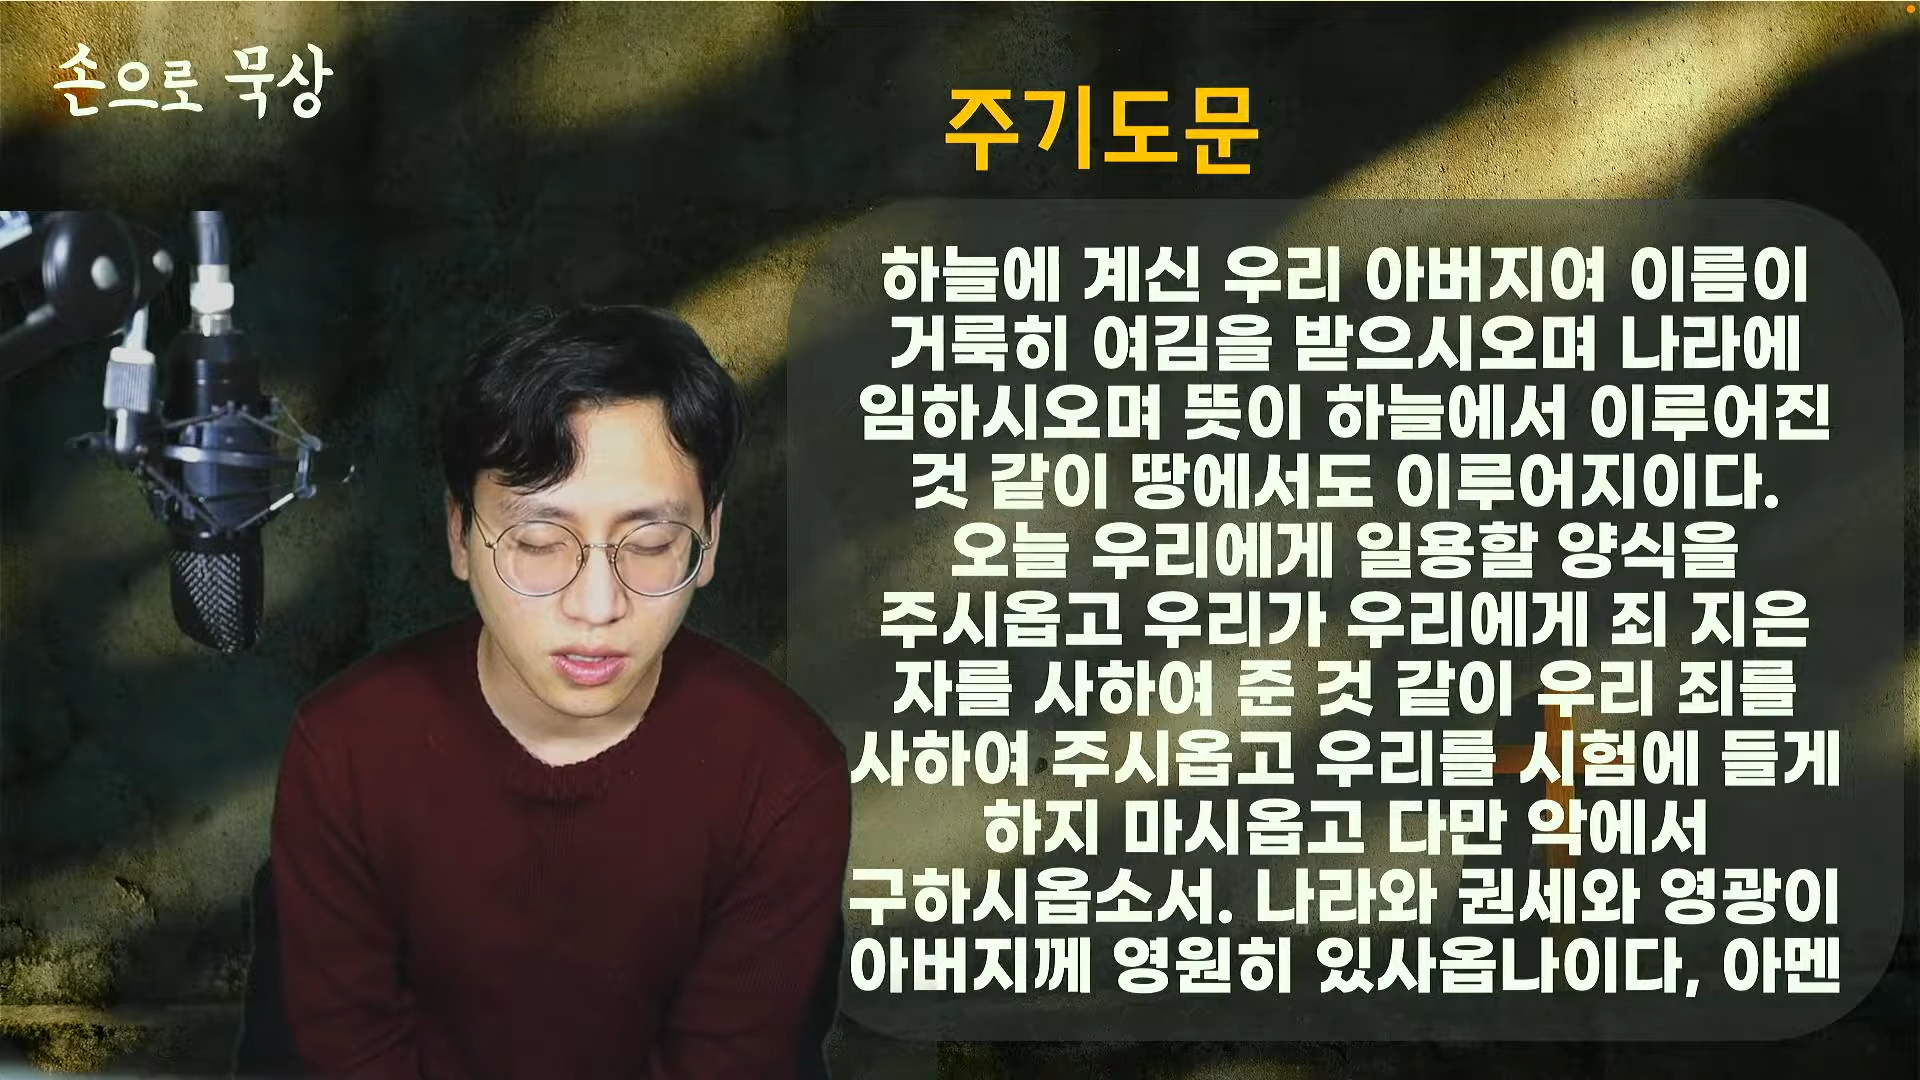 손으로 묵상
주기도문
하늘에 계신 우리 아버지여 이름이
거룩히 여김을 받으시오며 나라에
임하시오며 뜻이 하늘에서 이루어진
것 같이 땅에서도 이루어지이다.
오늘 우리에게 일용할 양식을
주시옵고 우리가 우리에게 죄 지은
자를 사하여 준 것 같이 우리 죄를
사하여 주시옵고 우리를 시험에 들게
하지 마시옵고 다만 악에서
구하시옵소서. 나라와 권세와 영광이
아버지께 영원히 있사옵나이다, 아멘